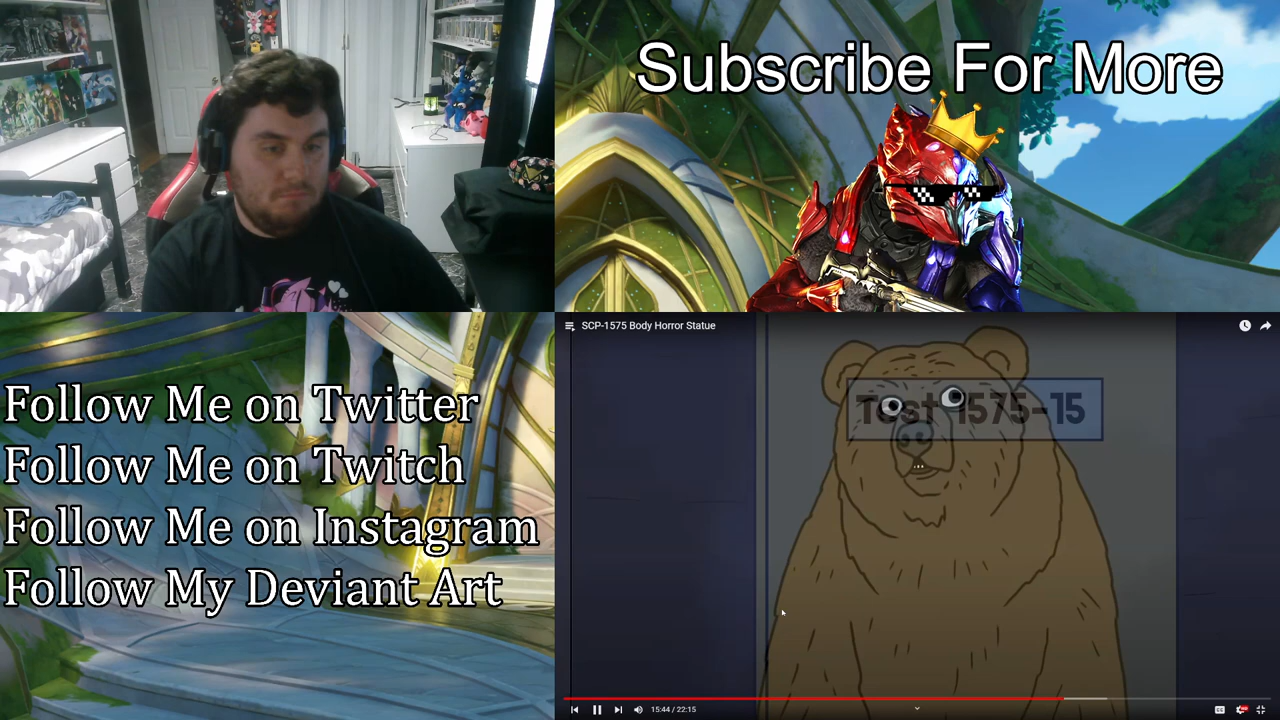 Subscribe For More
Follow Me on Twitter
Follow Me on Twitch
Follow Me on Instagram
Follow My Deviant Art
SCP-1575 Body Horror Statue
Test 1575-15
15:44 / 22:15